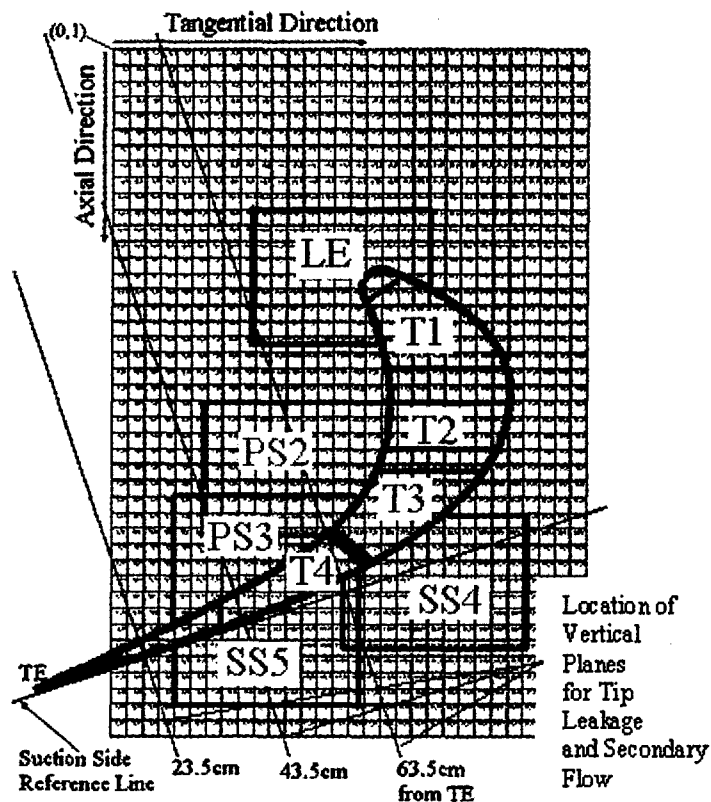 Tangential Direction
(0,1)
Axial Direction
LE
T1
T2
PS2
T3
PS3
T4
SS4
SS5
TE
Location of
Vertical
Planes
for Tip
Leakage
and Secondary
Flow
Suction Side
Reference Line
23.5cm
43.5cm
63.5cm
from TE